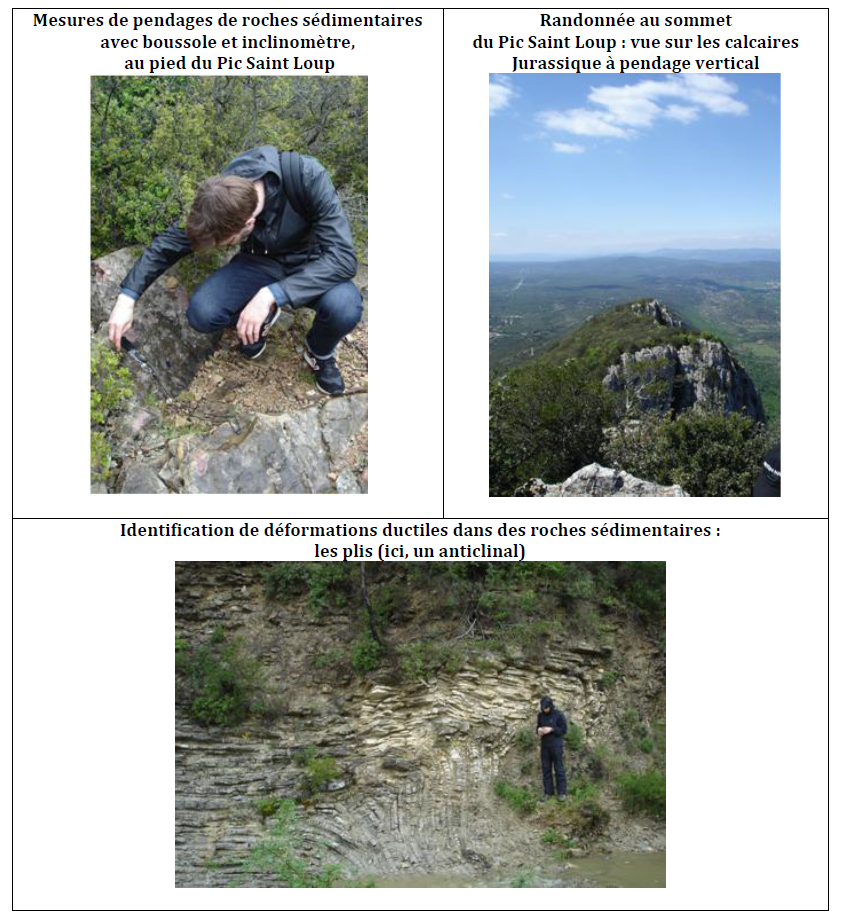 Mesures de pendages de roches sédimentaires
avec boussole et inclinomètre,
au pied du Pic Saint Loup
Randonnée au sommet
du Pic Saint Loup : vue sur les calcaires
Jurassique à pendage vertical
Identification de déformations ductiles dans des roches sédimentaires :
les plis (ici, un anticlinal)